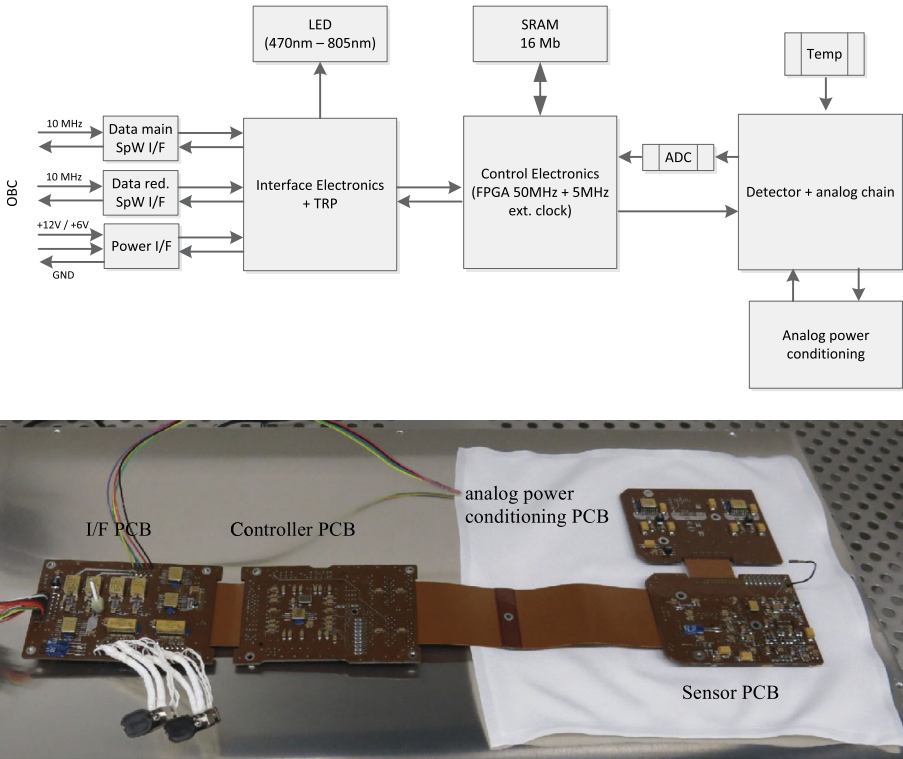 LED
(470nm – 805nm)
SRAM
16 Mb
Temp
OBC
10 MHz
Data main
SpW I/F
10 MHz
Data red.
SpW I/F
+12V / +6V
Power I/F
GND
Interface Electronics
+ TRP
Control Electronics
(FPGA 50MHz + 5MHz
ext. clock)
ADC
Detector + analog chain
Analog power
conditioning
I/F PCB
Controller PCB
analog power
conditioning PCB
Sensor PCB